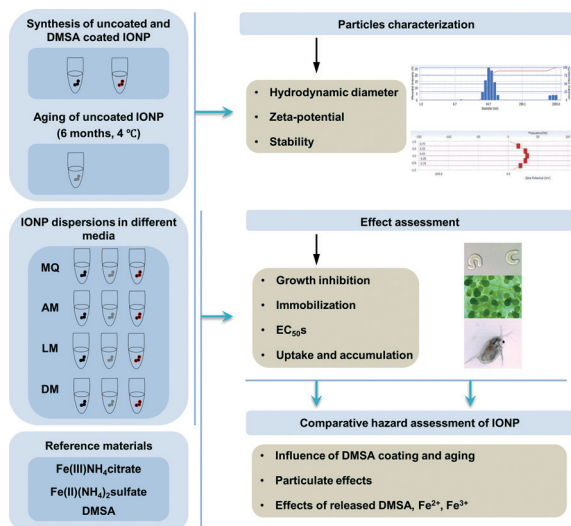 Synthesis of uncoated and
DMSA coated IONP
Aging of uncoated IONP
(6 months, 4 ºC)
IONP dispersions in different
media
MQ
AM
LM
DM
Reference materials
Fe(III)NH₄citrate
Fe(II)(NH₄)₂sulfate
DMSA
Particles characterization
• Hydrodynamic diameter
• Zeta-potential
• Stability
Effect assessment
• Growth inhibition
• Immobilization
• EC₅₀s
• Uptake and accumulation
Comparative hazard assessment of IONP
• Influence of DMSA coating and aging
• Particulate effects
• Effects of released DMSA, Fe²⁺, Fe³⁺